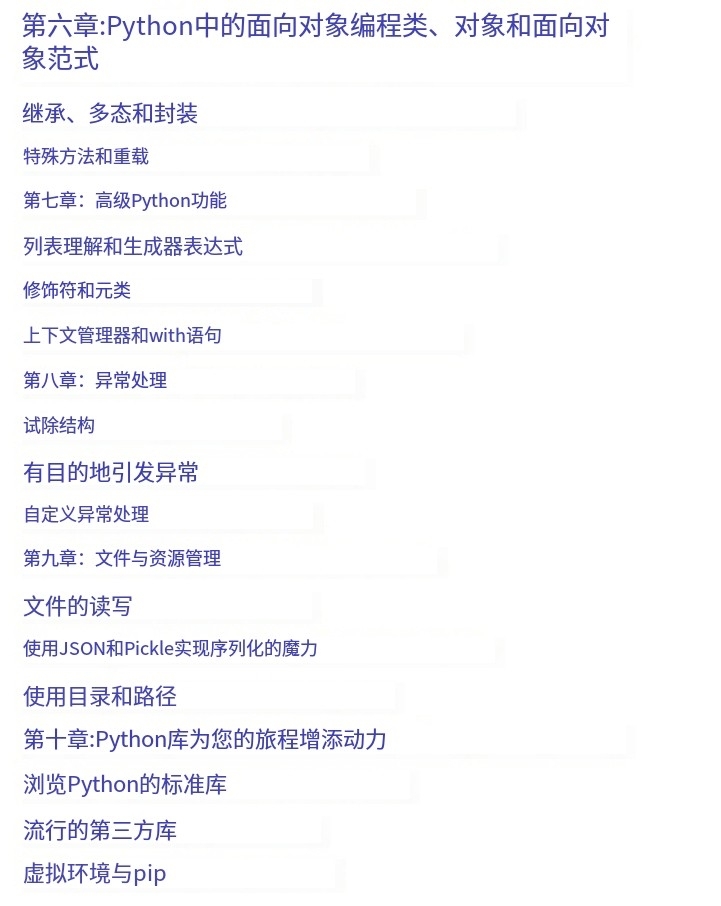 第六章:Python中的面向对象编程类、对象和面向对
象范式
继承、多态和封装
特殊方法和重载
第七章：高级Python功能
列表理解和生成器表达式
修饰符和元类
上下文管理器和with语句
第八章：异常处理
试除结构
有目的地引发异常
自定义异常处理
第九章：文件与资源管理
文件的读写
使用JSON和Pickle实现序列化的魔力
使用目录和路径
第十章:Python库为您的旅程增添动力
浏览Python的标准库
流行的第三方库
虚拟环境与pip